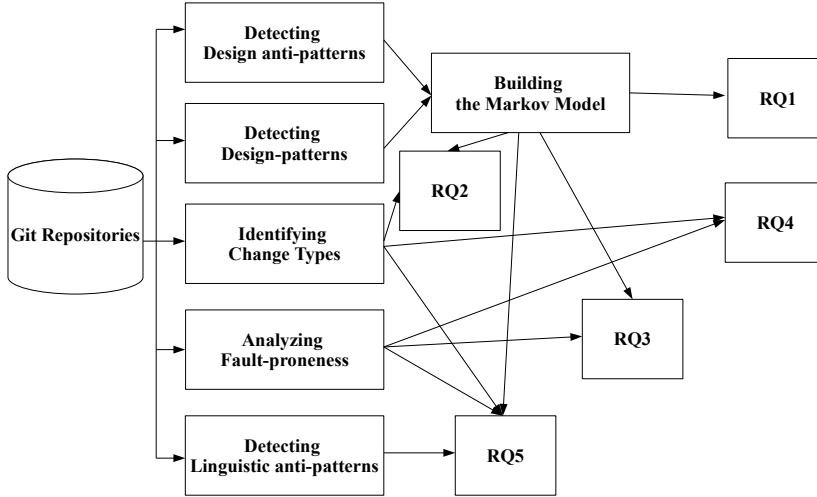 Detecting
Design anti-patterns
Building
the Markov Model
RQ1
Detecting
Design-patterns
RQ2
Git Repositories
Identifying
Change Types
RQ4
Analyzing
Fault-proneness
RQ3
Detecting
Linguistic anti-patterns
RQ5